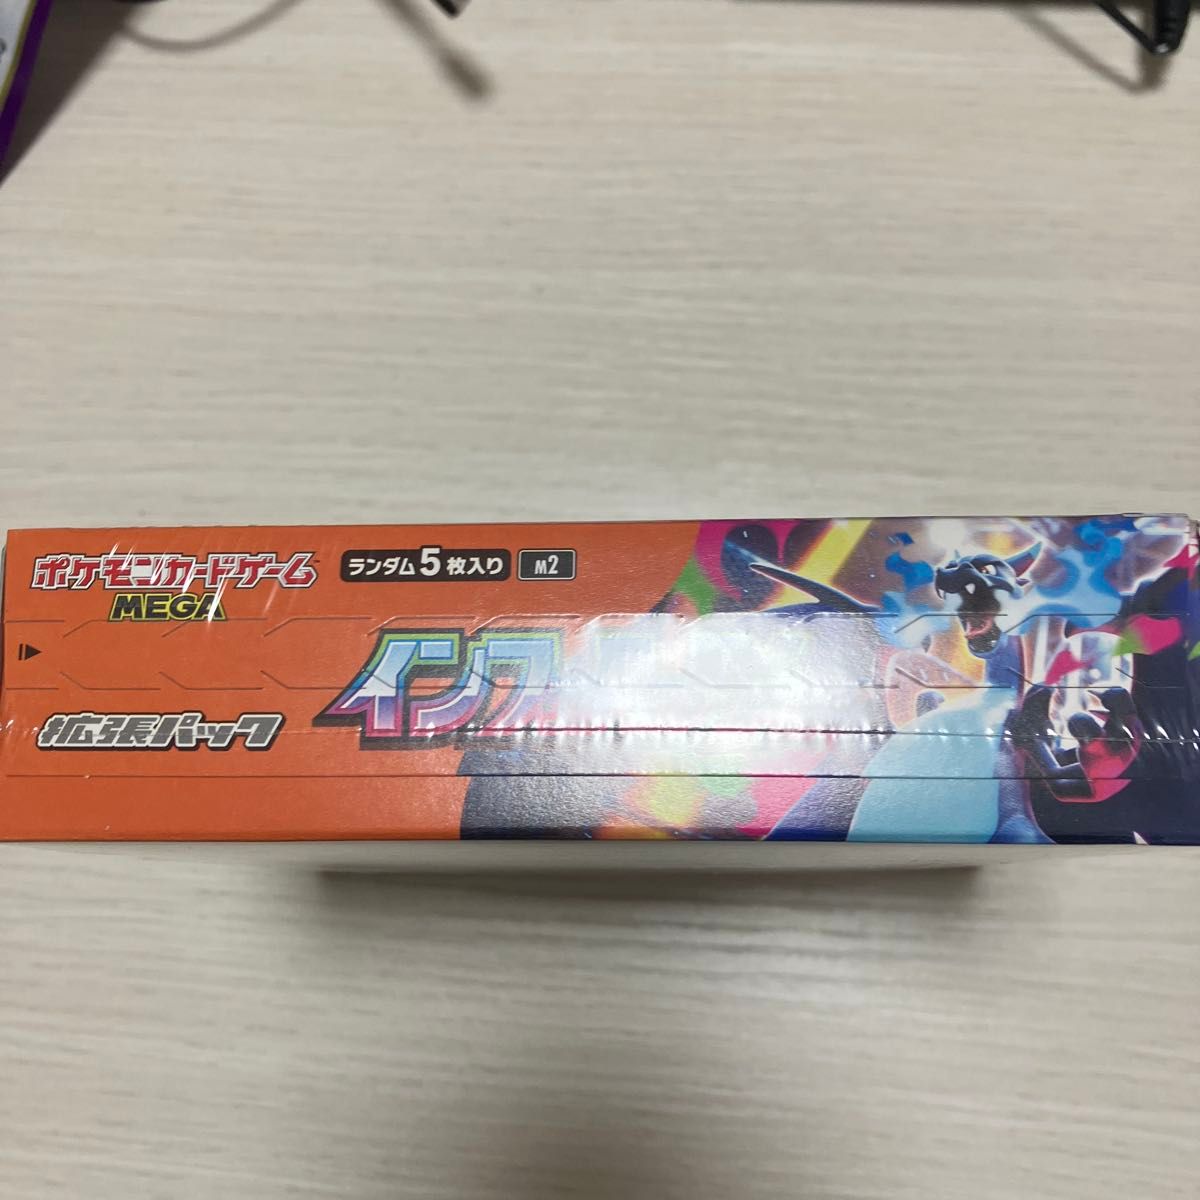 ポケモンカードゲーム
MEGA
ランダム5枚入り
M2
インフ
拡張パック